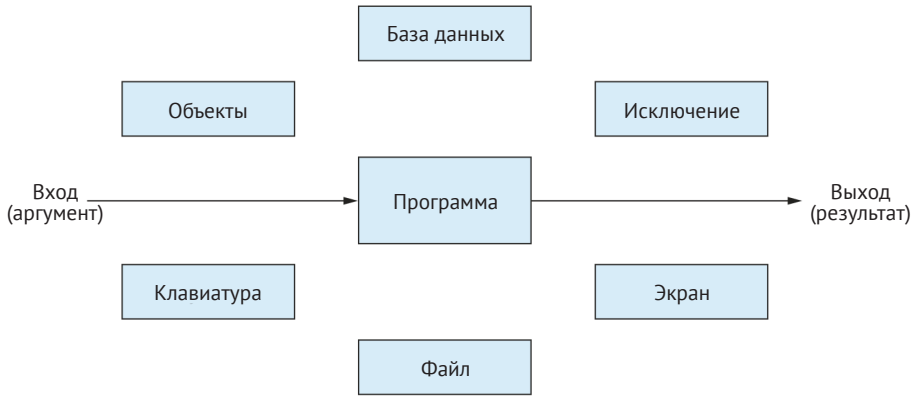 База данных
Объекты
Исключение
Вход
(аргумент)
Программа
Выход
(результат)
Клавиатура
Экран
Файл